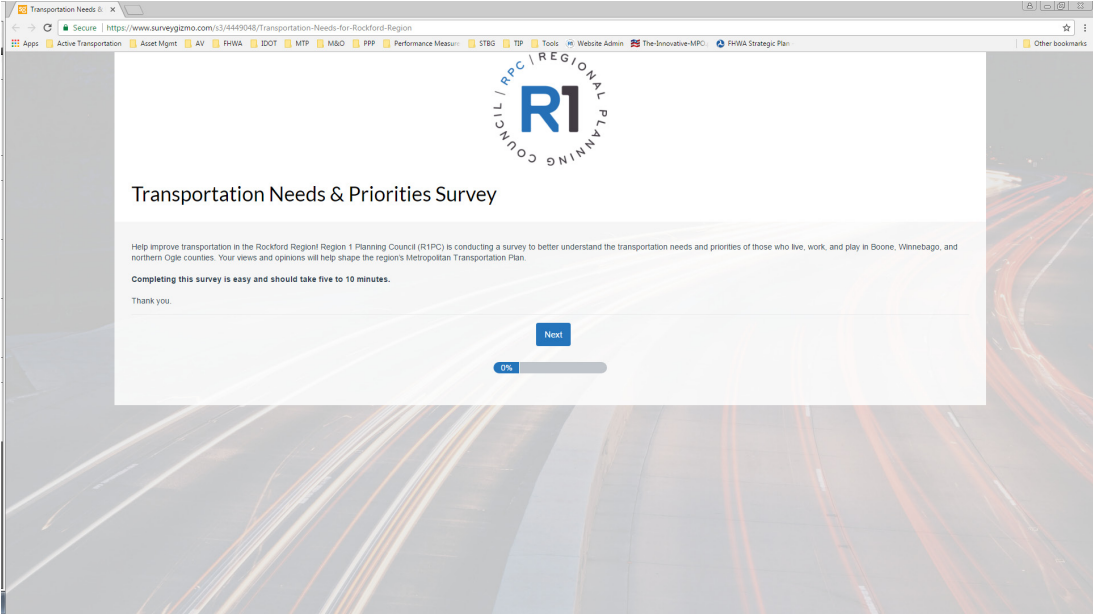 Transportation Needs &
Secure | https://www.surveygizmo.com/s3/4449048/Transportation-Needs-for-Rockford-Region
Apps Active Transportation Asset Mgmt AV FHWA IDOT MTP M&O PPP Performance Measure STBG TIP Tools Website Admin The-Innovative-MPO FHWA Strategic Plan Other bookmarks
RPC | REGIONAL PLANNING COUNCIL |
R1
Transportation Needs & Priorities Survey
Help improve transportation in the Rockford Region! Region 1 Planning Council (R1PC) is conducting a survey to better understand the transportation needs and priorities of those who live, work, and play in Boone, Winnebago, and
northern Ogle counties. Your views and opinions will help shape the region's Metropolitan Transportation Plan.
Completing this survey is easy and should take five to 10 minutes.
Thank you.
Next
0%